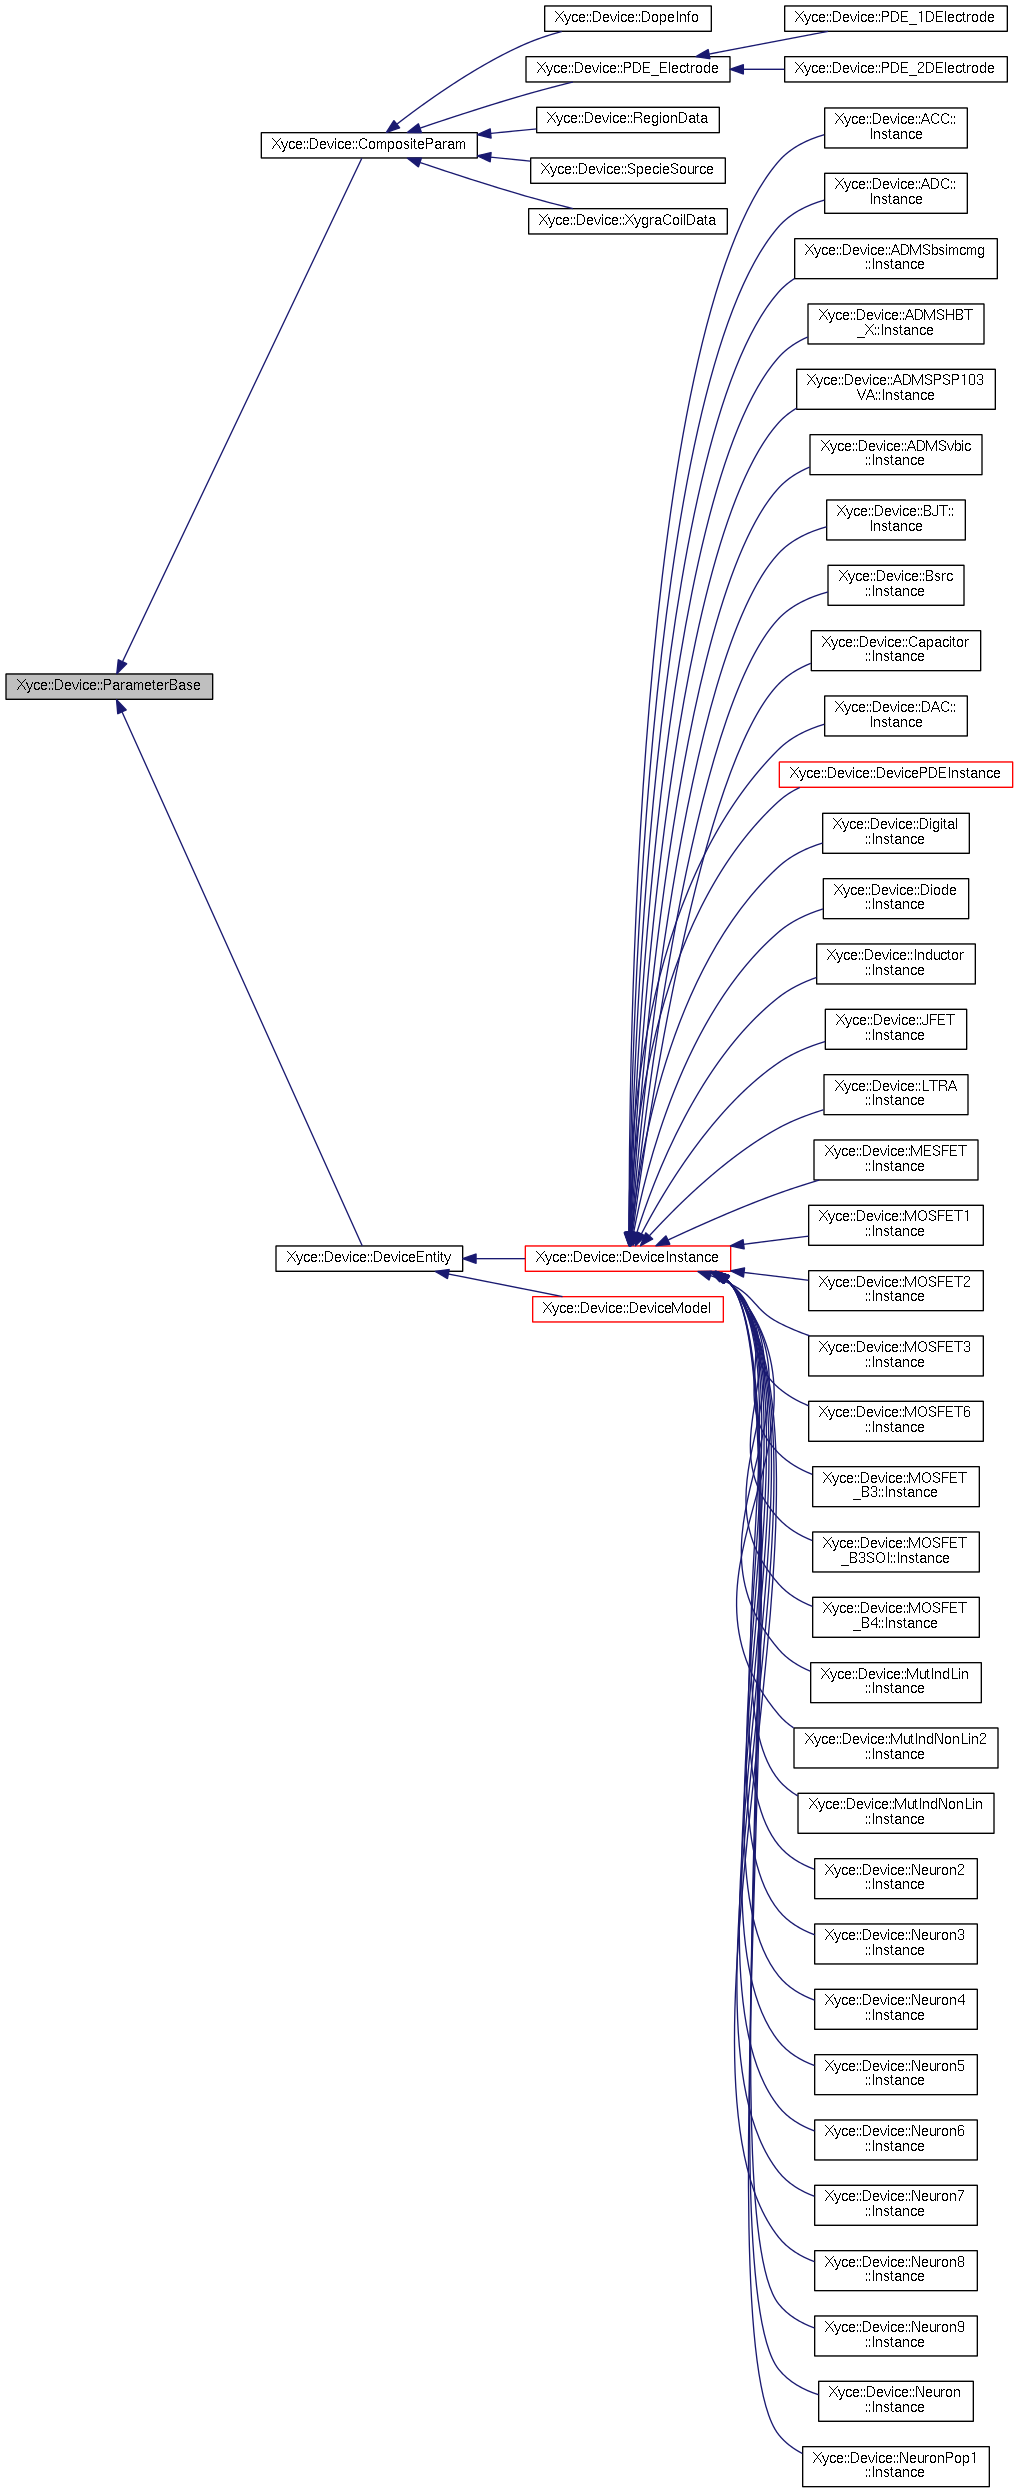 Xyce::Device::DopeInfo
Xyce::Device::PDE_1DElectrode
Xyce::Device::PDE_Electrode
Xyce::Device::PDE_2DElectrode
Xyce::Device::RegionData
Xyce::Device::CompositeParam
Xyce::Device::SpecieSource
Xyce::Device::XygraCoilData
Xyce::Device::ACC::
Instance
Xyce::Device::ADC::
Instance
Xyce::Device::ADMSbsimcmg
::Instance
Xyce::Device::ADMSHBT
_X::Instance
Xyce::Device::ADMSPSP103
VA::Instance
Xyce::Device::ADMSvbic
::Instance
Xyce::Device::BJT::
Instance
Xyce::Device::Bsrc
::Instance
Xyce::Device::Capacitor
::Instance
Xyce::Device::ParameterBase
Xyce::Device::DAC::
Instance
Xyce::Device::DevicePDEInstance
Xyce::Device::Digital
::Instance
Xyce::Device::Diode
::Instance
Xyce::Device::Inductor
::Instance
Xyce::Device::JFET
::Instance
Xyce::Device::LTRA
::Instance
Xyce::Device::MESFET
::Instance
Xyce::Device::MOSFET1
::Instance
Xyce::Device::DeviceEntity
Xyce::Device::DeviceInstance
Xyce::Device::DeviceModel
Xyce::Device::MOSFET2
::Instance
Xyce::Device::MOSFET3
::Instance
Xyce::Device::MOSFET6
::Instance
Xyce::Device::MOSFET
_B3::Instance
Xyce::Device::MOSFET
_B3SOI::Instance
Xyce::Device::MOSFET
_B4::Instance
Xyce::Device::MutIndLin
::Instance
Xyce::Device::MutIndNonLin2
::Instance
Xyce::Device::MutIndNonLin
::Instance
Xyce::Device::Neuron2
::Instance
Xyce::Device::Neuron3
::Instance
Xyce::Device::Neuron4
::Instance
Xyce::Device::Neuron5
::Instance
Xyce::Device::Neuron6
::Instance
Xyce::Device::Neuron7
::Instance
Xyce::Device::Neuron8
::Instance
Xyce::Device::Neuron9
::Instance
Xyce::Device::Neuron
::Instance
Xyce::Device::NeuronPop1
::Instance